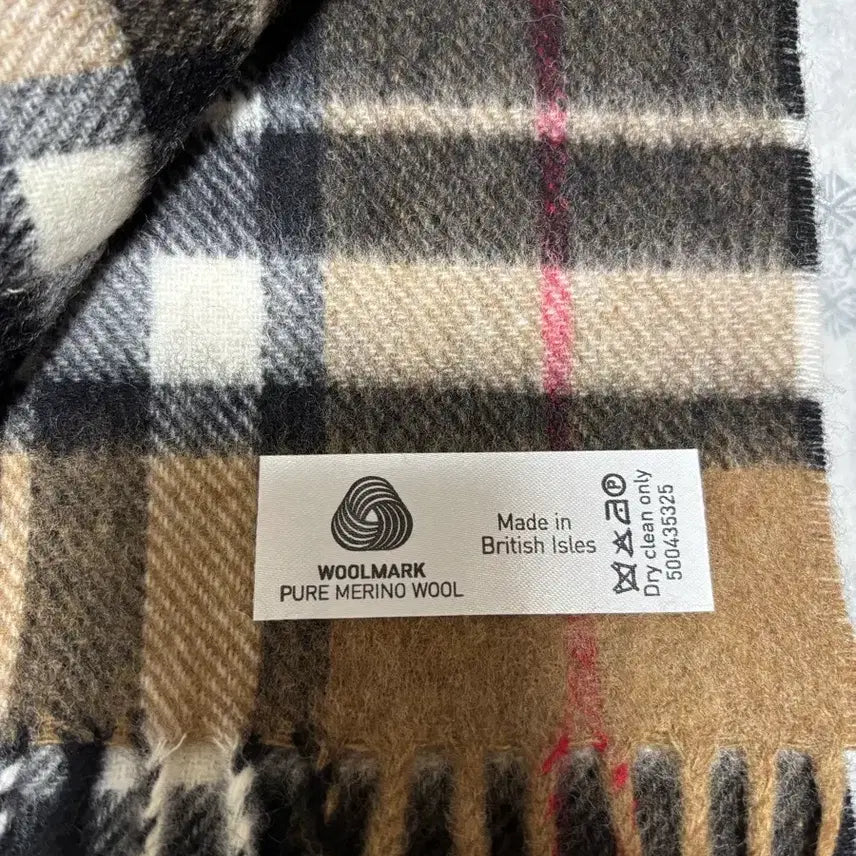 WOOLMARK
PURE MERINO WOOL
Made in
British Isles
P
Dry clean only
500435325